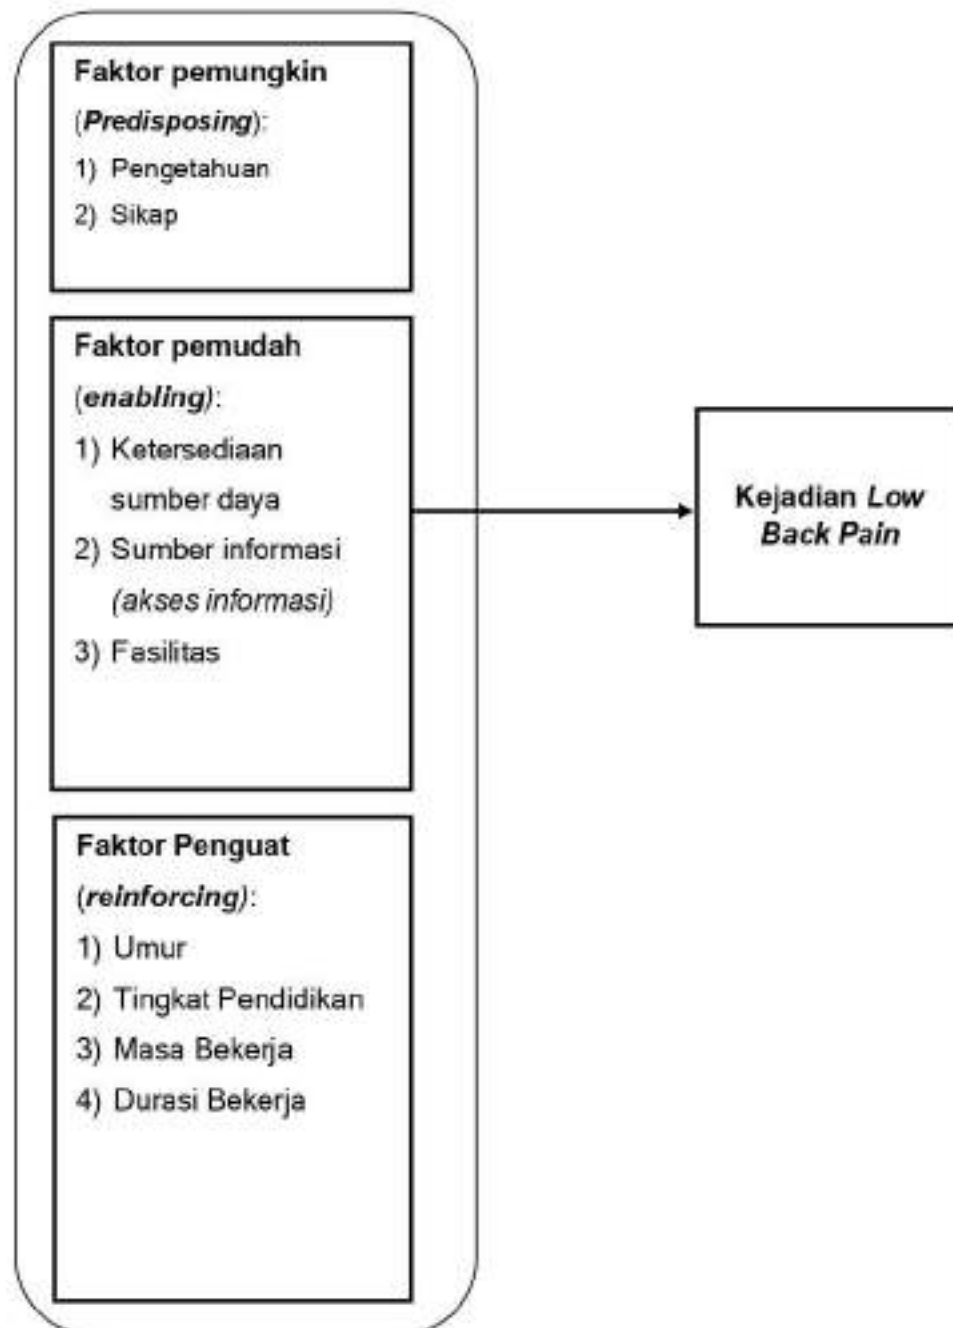 Faktor pemungkin
(Predisposing):
1) Pengetahuan
2) Sikap
Faktor pemudah
(enabling):
1) Ketersediaan
sumber daya
2) Sumber informasi
(akses informasi)
3) Fasilitas
Faktor Penguat
(reinforcing):
1) Umur
2) Tingkat Pendidikan
3) Masa Bekerja
4) Durasi Bekerja
Kejadian Low
Back Pain